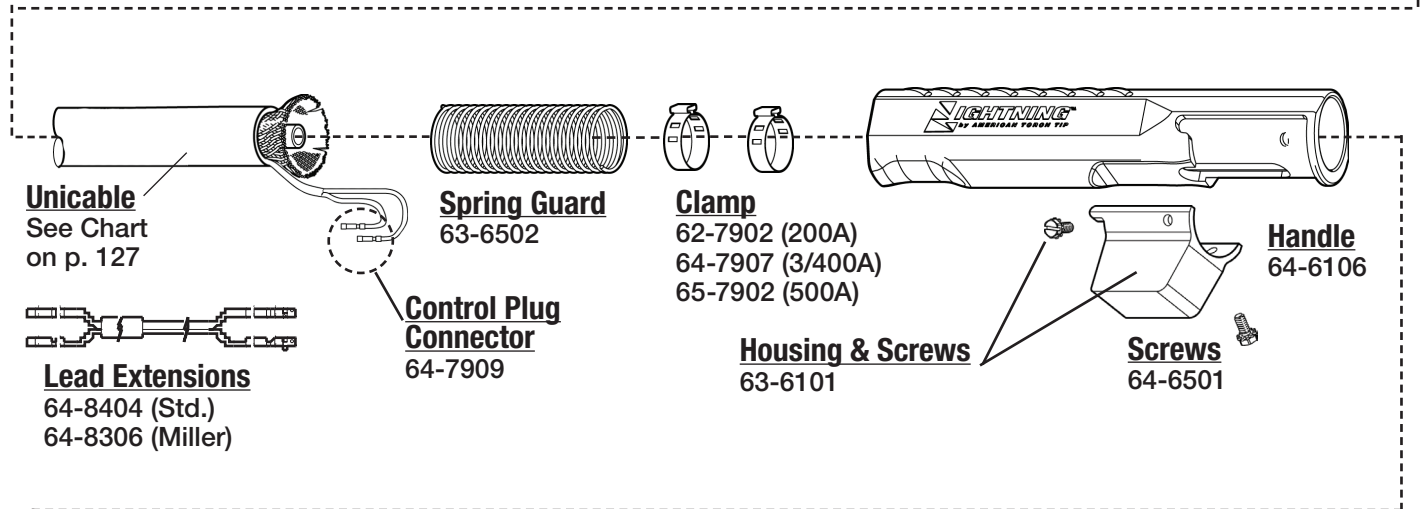 Unicable
See Chart
on p. 127
Lead Extensions
64-8404 (Std.)
64-8306 (Miller)
Control Plug
Connector
64-7909
Spring Guard
63-6502
Clamp
62-7902 (200A)
64-7907 (3/400A)
65-7902 (500A)
LIGHTNING™
by AMERICAN TORCH TIP
Housing & Screws
63-6101
Screws
64-6501
Handle
64-6106